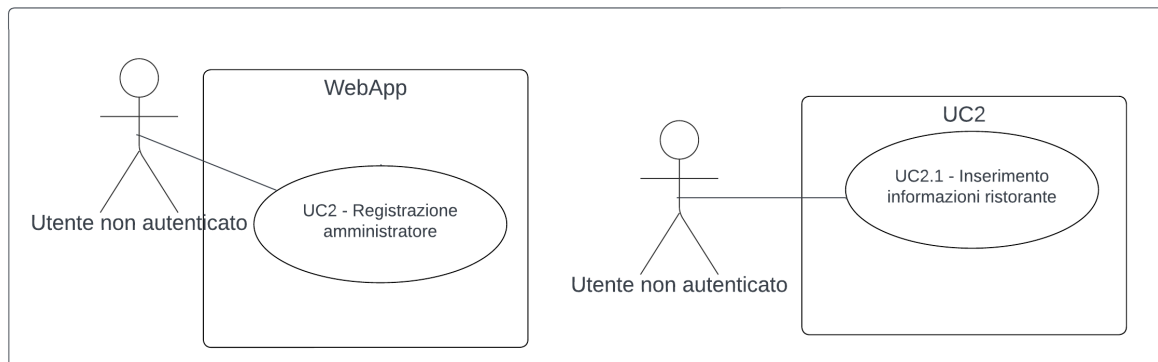 WebApp
UC2 - Registrazione
amministratore
Utente non autenticato
UC2
UC2.1 - Inserimento
informazioni ristorante
Utente non autenticato